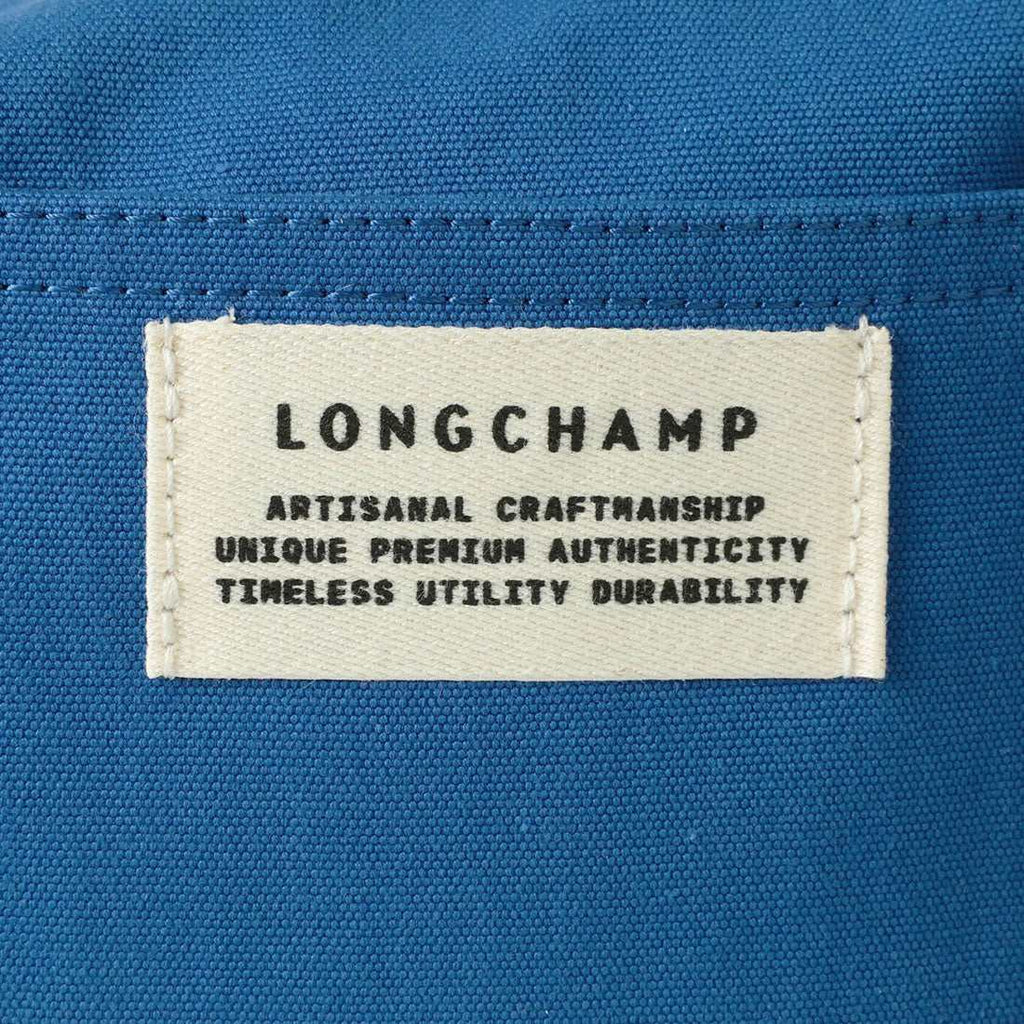 LONGCHAMP
ARTISANAL CRAFTMANSHIP
UNIQUE PREMIUM AUTHENTICITY
TIMELESS UTILITY DURABILITY